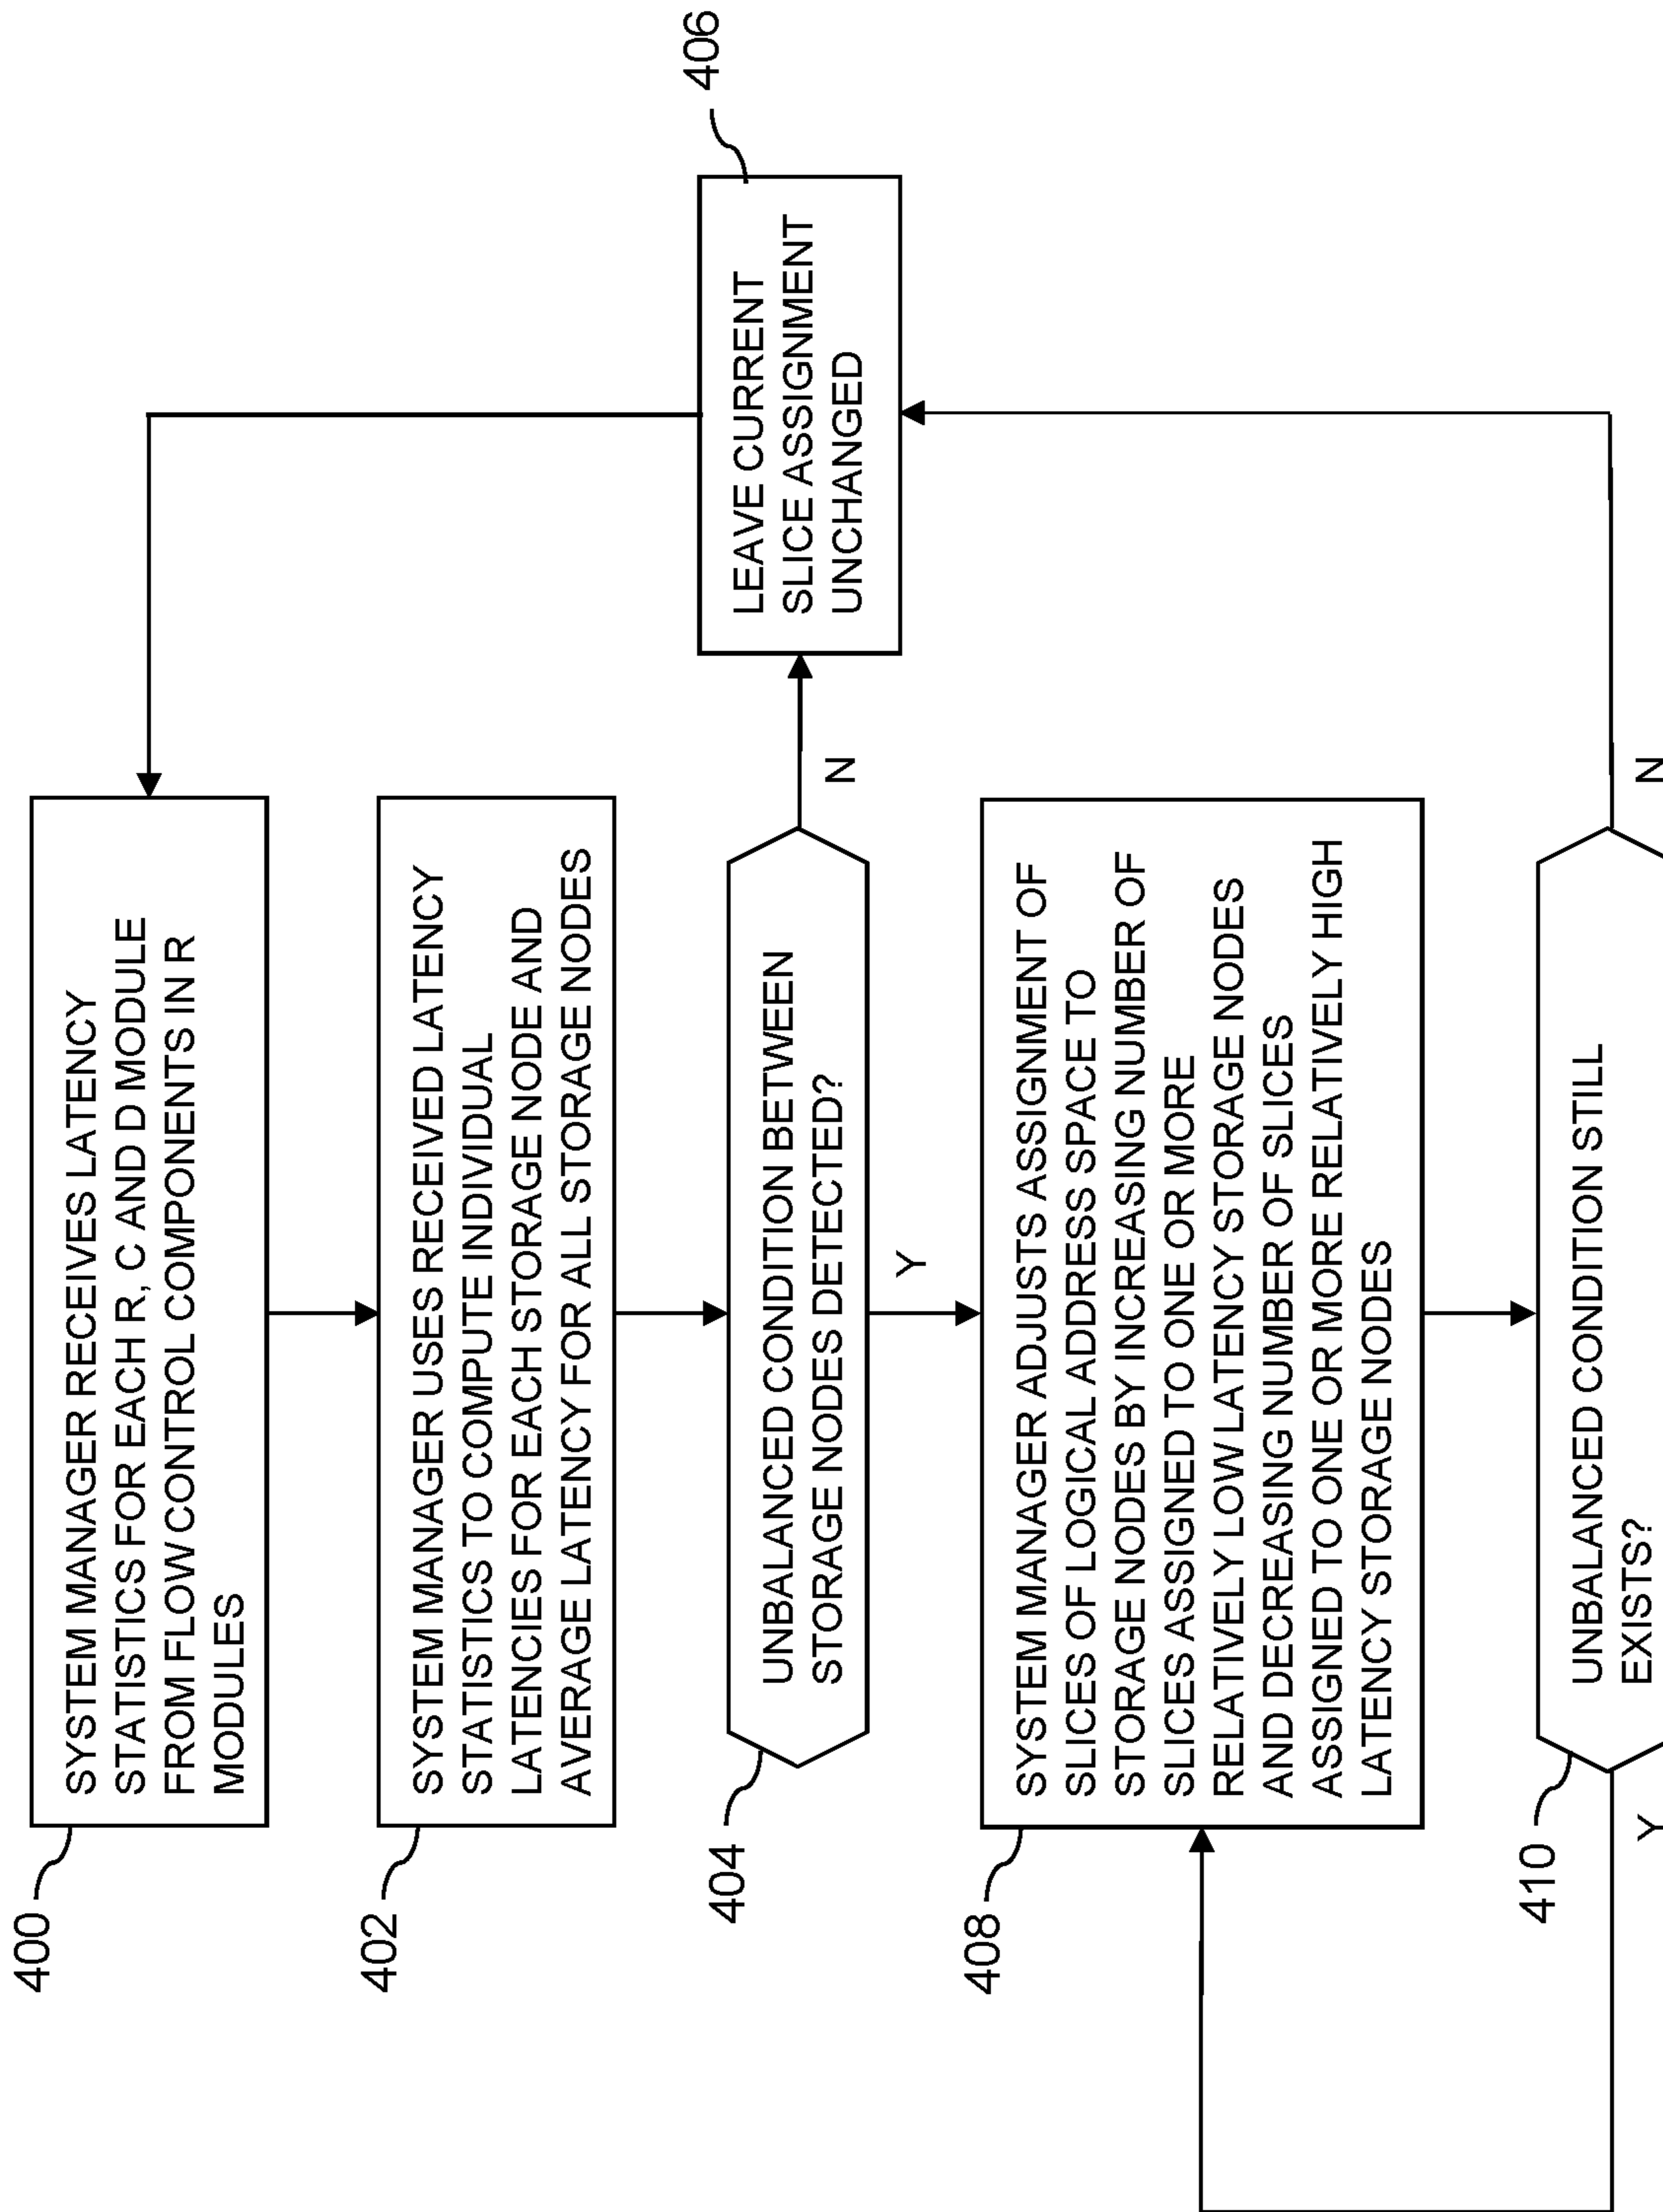 400
SYSTEM MANAGER RECEIVES LATENCY
STATISTICS FOR EACH R, C AND D MODULE
FROM FLOW CONTROL COMPONENTS IN R
MODULES
402
SYSTEM MANAGER USES RECEIVED LATENCY
STATISTICS TO COMPUTE INDIVIDUAL
LATENCIES FOR EACH STORAGE NODE AND
AVERAGE LATENCY FOR ALL STORAGE NODES
404
UNBALANCED CONDITION BETWEEN
STORAGE NODES DETECTED?
N
406
LEAVE CURRENT
SLICE ASSIGNMENT
UNCHANGED
Y
408
SYSTEM MANAGER ADJUSTS ASSIGNMENT OF
SLICES OF LOGICAL ADDRESS SPACE TO
STORAGE NODES BY INCREASING NUMBER OF
SLICES ASSIGNED TO ONE OR MORE
RELATIVELY LOW LATENCY STORAGE NODES
AND DECREASING NUMBER OF SLICES
ASSIGNED TO ONE OR MORE RELATIVELY HIGH
LATENCY STORAGE NODES
410
UNBALANCED CONDITION STILL
EXISTS?
Y
N